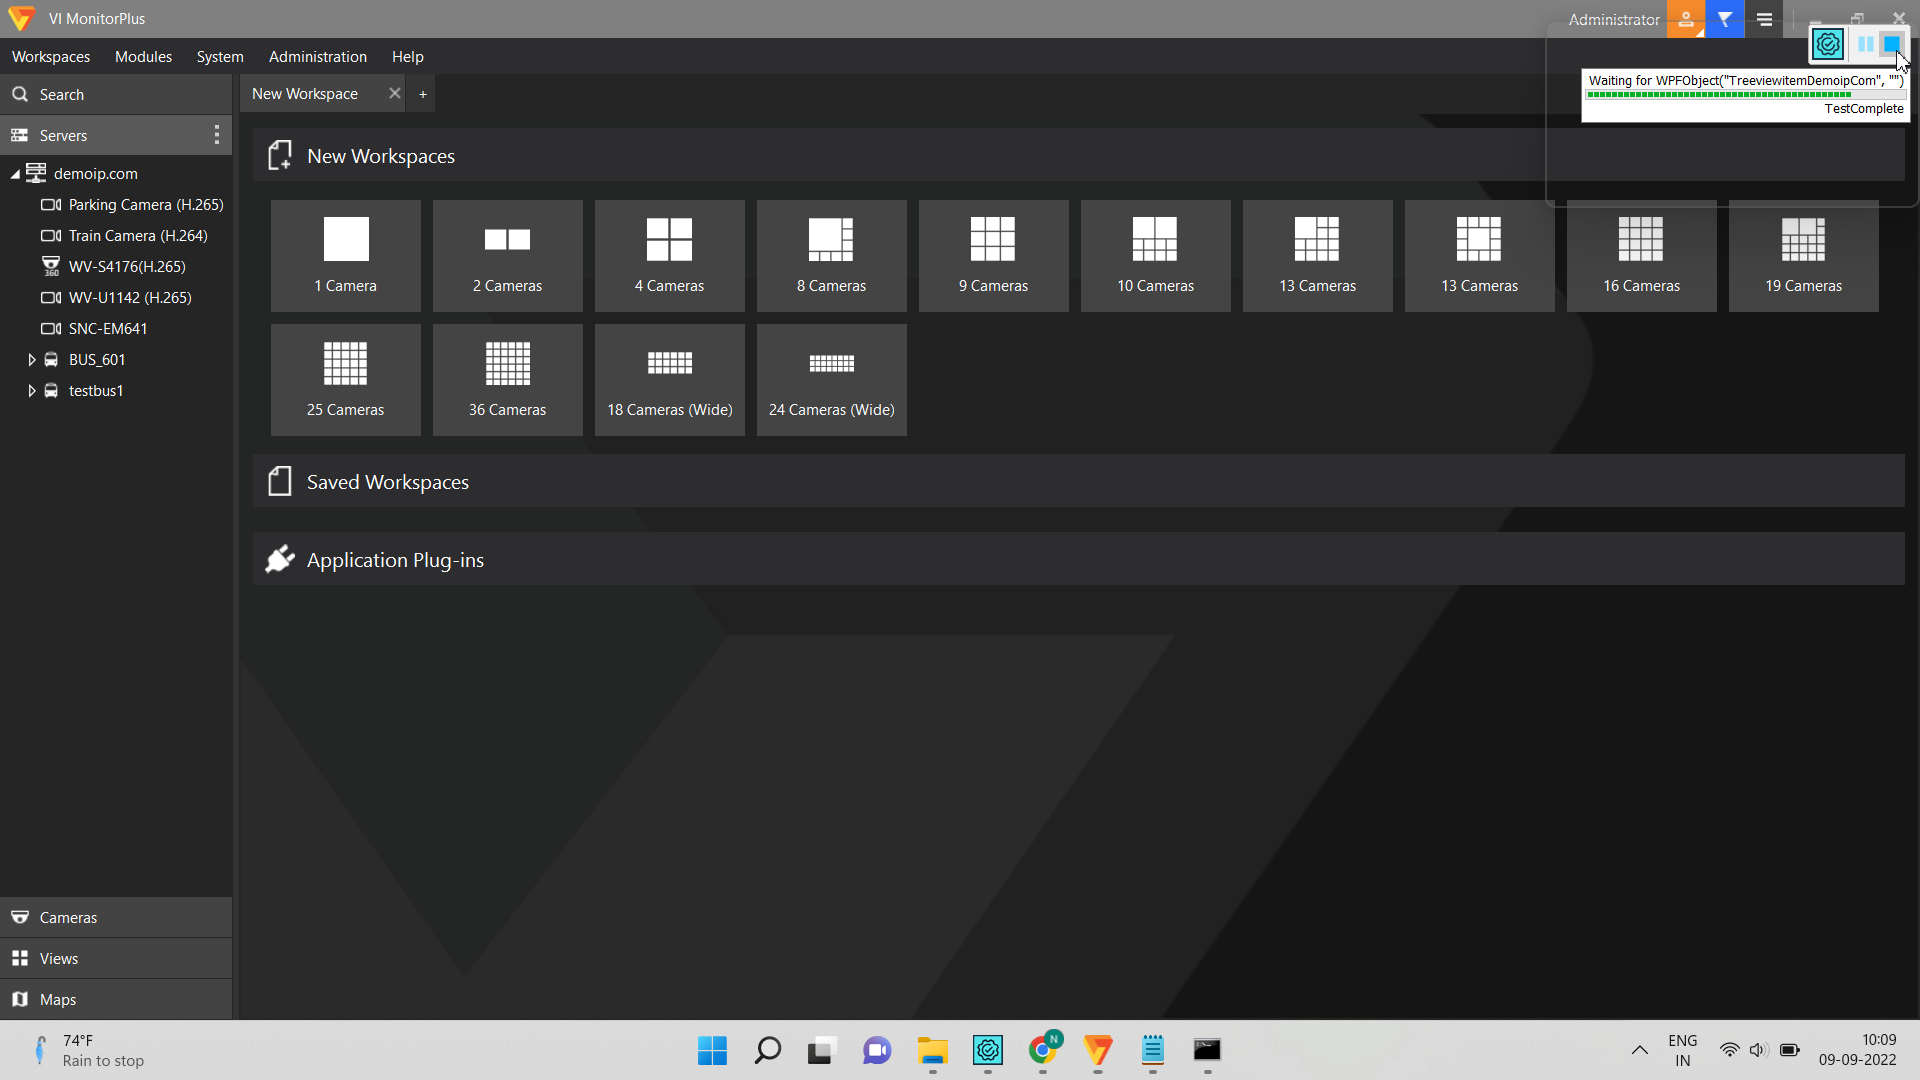 VI MonitorPlus
Administrator
Workspaces Modules System Administration Help
Search
New Workspace
+
Waiting for WPFObject("TreeviewitemDemoipCom", "")
TestComplete
Servers
demoip.com
Parking Camera (H.265)
Train Camera (H.264)
360
WV-S4176(H.265)
WV-U1142 (H.265)
SNC-EM641
BUS_601
testbus1
New Workspaces
1 Camera
2 Cameras
4 Cameras
8 Cameras
9 Cameras
10 Cameras
13 Cameras
13 Cameras
16 Cameras
19 Cameras
25 Cameras
36 Cameras
18 Cameras (Wide)
24 Cameras (Wide)
Saved Workspaces
Application Plug-ins
Cameras
Views
Maps
74°F
Rain to stop
N
ENG
IN
10:09
09-09-2022